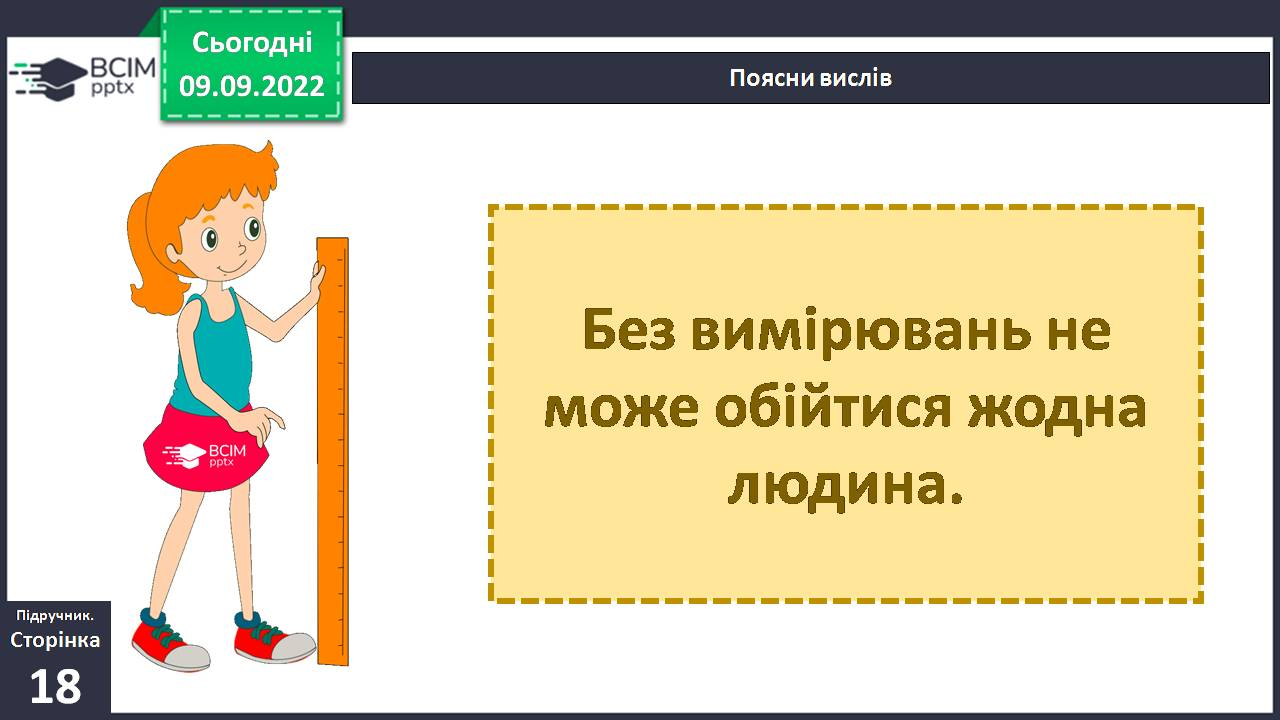 Сьогодні
09.09.2022
ВСІМ
pptx
Поясни вислів
Без вимірювань не
може обійтися жодна
людина.
ВСІМ
pptx
Підручник.
Сторінка
18